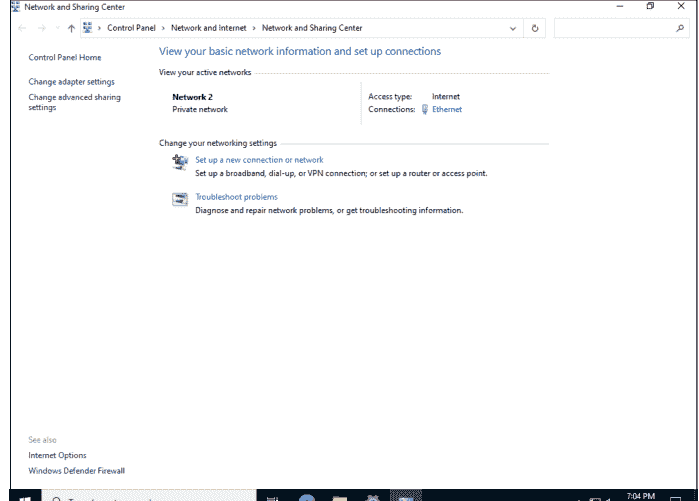 Network and Sharing Center
Control Panel > Network and Internet > Network and Sharing Center
Control Panel Home
Change adapter settings
Change advanced sharing
settings
View your basic network information and set up connections
View your active networks
Network 2
Private network
Access type: Internet
Connections: Ethernet
Change your networking settings
Set up a new connection or network
Set up a broadband, dial-up, or VPN connection; or set up a router or access point.
Troubleshoot problems
Diagnose and repair network problems, or get troubleshooting information.
See also
Internet Options
Windows Defender Firewall
7:04 PM